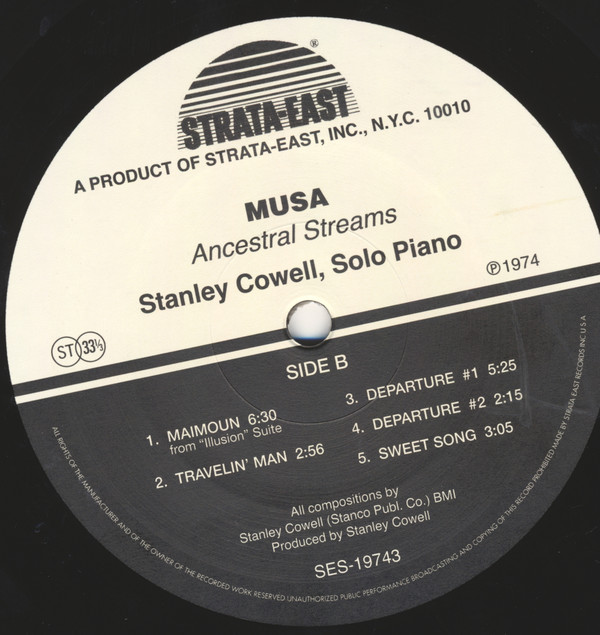 STRATA-EAST®
A PRODUCT OF STRATA-EAST, INC., N.Y.C. 10010
MUSA
Ancestral Streams
Stanley Cowell, Solo Piano
℗1974
ST 33⅓
SIDE B
1. MAIMOUN 6:30
from "Illusion" Suite
2. TRAVELIN' MAN 2:56
3. DEPARTURE #1 5:25
4. DEPARTURE #2 2:15
5. SWEET SONG 3:05
All compositions by
Stanley Cowell (Stanco Publ. Co.) BMI
Produced by Stanley Cowell
SES-19743
ALL RIGHTS OF THE MANUFACTURER AND OF THE OWNER OF THE RECORDED WORK RESERVED UNAUTHORIZED PUBLIC PERFORMANCE BROADCASTING AND COPYING OF THIS RECORD PROHIBITED MADE BY STRATA EAST RECORDS INC U S A